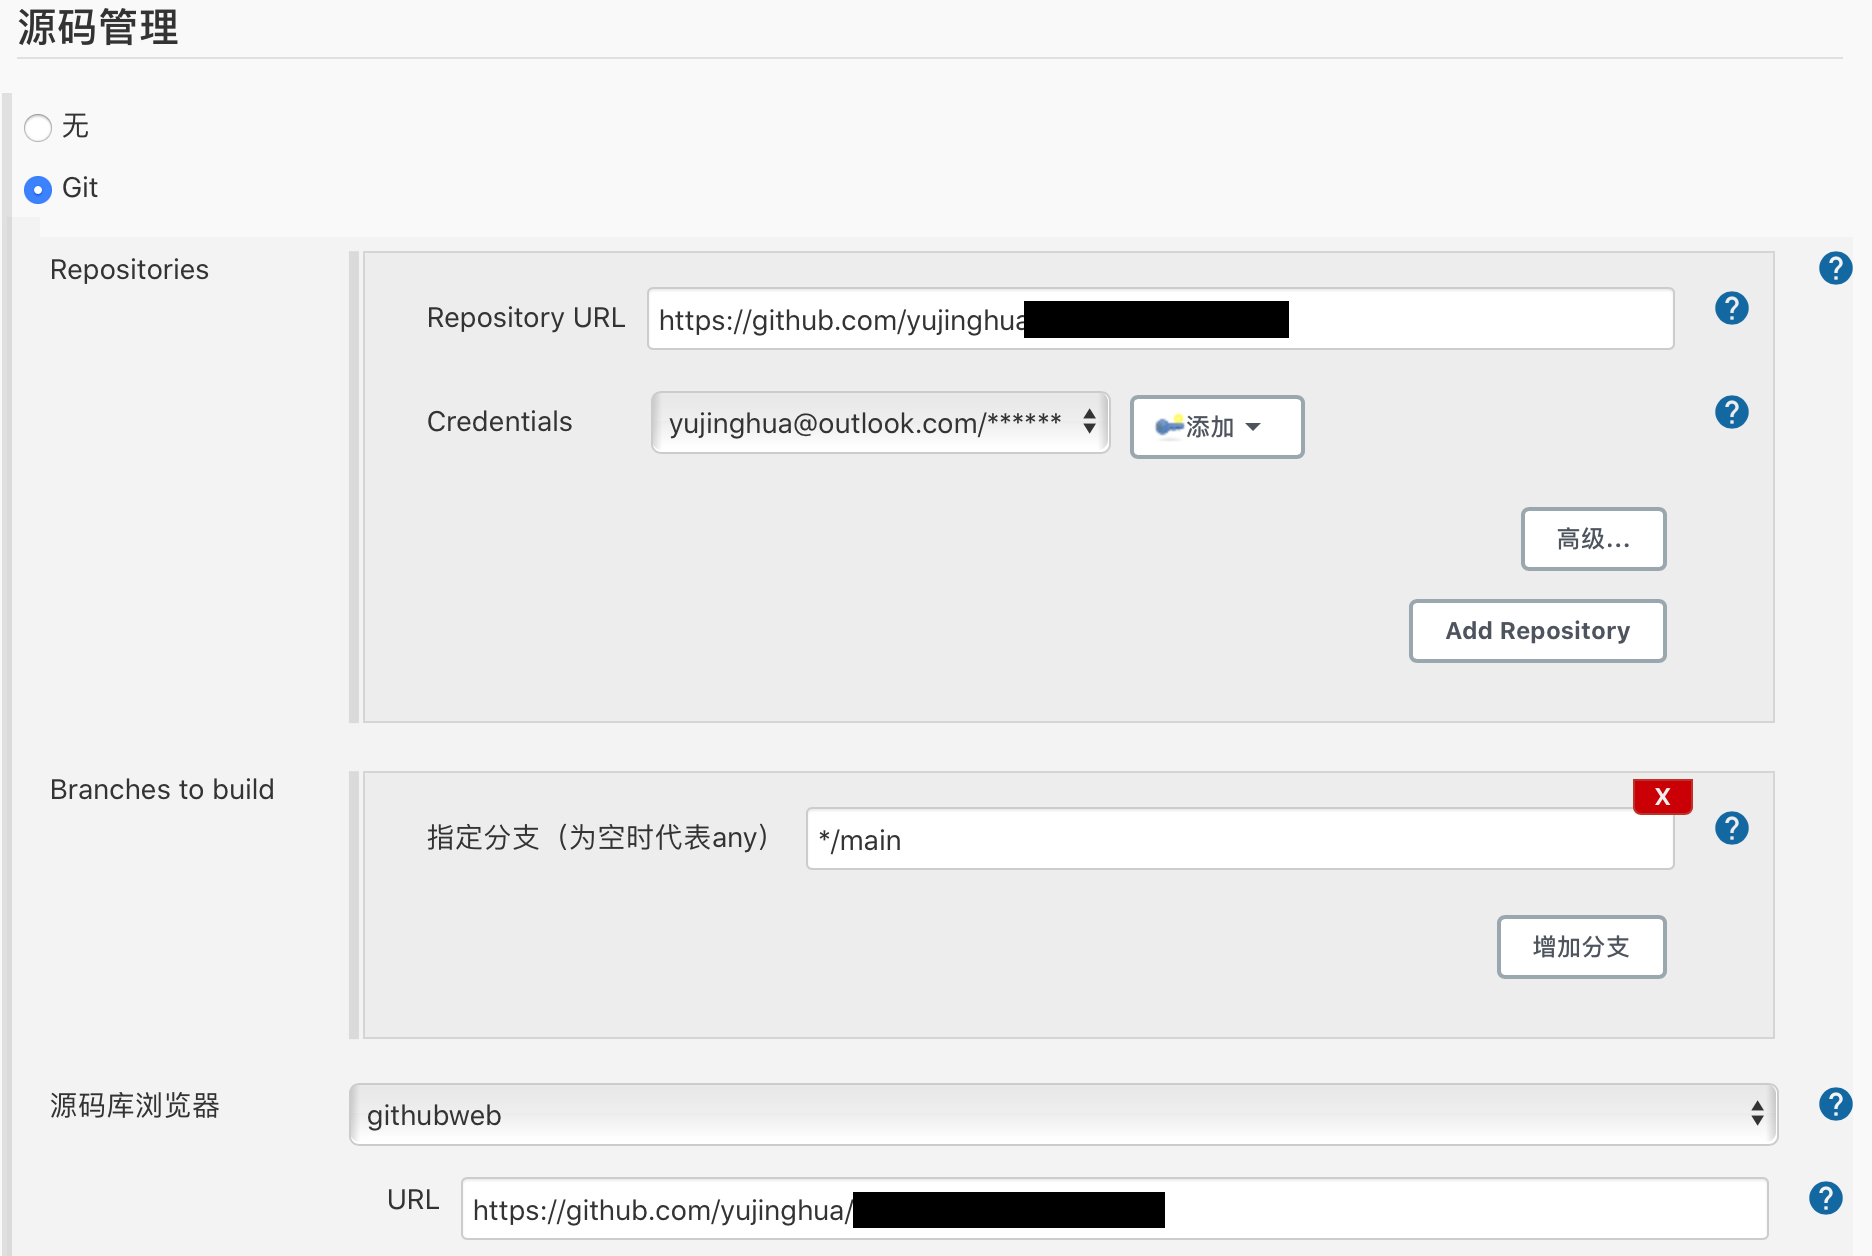 源码管理
无
Git
Repositories
?
Repository URL
https://github.com/yujinghua
?
Credentials
yujinghua@outlook.com/******
添加
?
高级...
Add Repository
Branches to build
X
指定分支（为空时代表any）
*/main
?
增加分支
源码库浏览器
githubweb
?
URL
https://github.com/yujinghua/
?